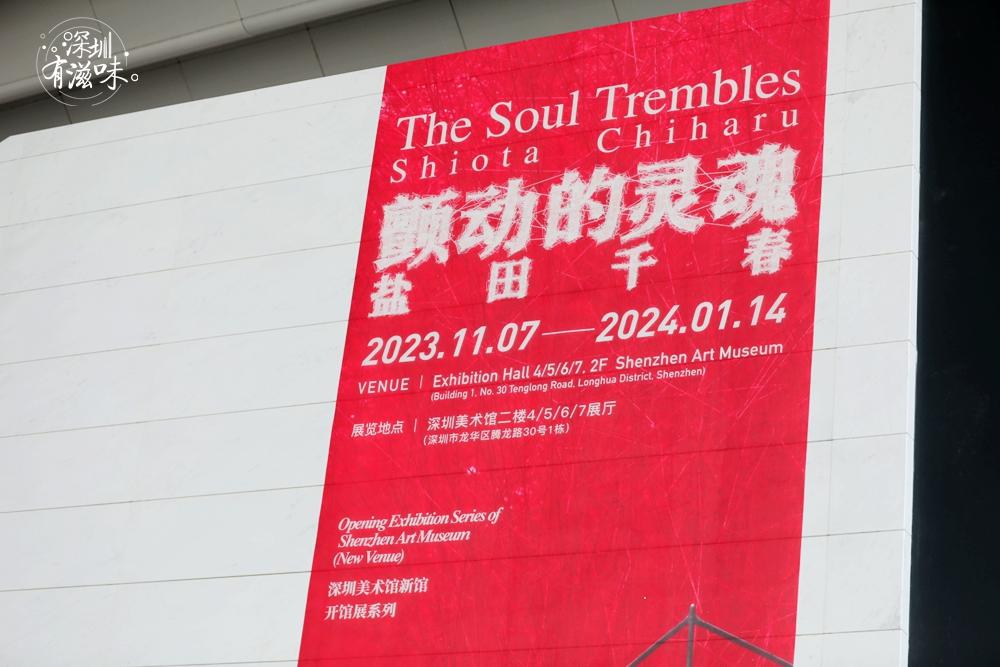 深圳
有滋味
The Soul Trembles
Shiota Chiharu
颤动的灵魂
盐田千春
2023.11.07——2024.01.14
VENUE | Exhibition Hall 4/5/6/7. 2F Shenzhen Art Museum
(Building 1, No. 30 Tenglong Road, Longhua District, Shenzhen)
展览地点 | 深圳美术馆二楼4/5/6/7展厅
(深圳市龙华区腾龙路30号1栋)
Opening Exhibition Series of
Shenzhen Art Museum
(New Venue)
深圳美术馆新馆
开馆展系列